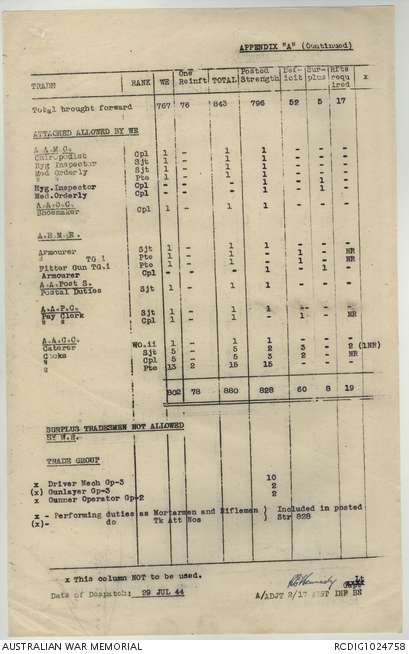 APPENDIX "A" (Continued)
TRADE RANK WE One Reinft TOTAL Posted Strength Def-icit Sur-plus Rfts requ ired x
Total brought forward 767 76 843 796 52 5 17
ATTACHED ALLOWED BY WE
A.A.M.C.
Chiropodist Cpl 1 - 1 1 - - -
Hyg Inspector Sjt 1 - 1 1 - - -
Med Orderly Sjt 1 - 1 1 - - -
" " Pte 1 - 1 1 - - -
Hyg.Inspector Cpl - - - 1 - 1 -
Med.Orderly Cpl - - - 1 - 1 -
A.A.O.C.
Shoemaker Cpl 1 - 1 1 - - -
A.E.M.E.
Armourer Sjt 1 - 1 1 - - -
" TG.1 Pte 1 - 1 - 1 - NR
Fitter Gun TG.1 Pte 1 - 1 - 1 - NR
Armourer Cpl - - - 1 - 1 -
A.A.Post S.
Postal Duties Sjt 1 - 1 1 - - -
A.A.P.C.
Pay Clerk Sjt 1 - 1 1 - - -
" " Cpl 1 - 1 - 1 - NR
A.A.C.C.
Caterer WO.ii 1 - 1 1 - - -
Cooks Sjt 5 - 5 2 3 - 2 (1NR)
" Cpl 5 - 5 3 2 - NR
" Pte 13 2 15 15 - - -
802 78 880 828 60 8 19
SURPLUS TRADESMEN NOT ALLOWED
BY W.E.
TRADE GROUP
x Driver Mech Gp-3 10
(x) Gunlayer Gp-3 2
x Gunner Operator Gp-2 2
x - Performing duties as Mortarmen and Riflemen ) Included in posted
(x)- do Tk Att Nos ) Str 828
x This column NOT to be used.
Date of Despatch: 29 JUL 44
Lt
A/ADJT 2/17 AUST INF BN
AUSTRALIAN WAR MEMORIAL RCDIG1024758